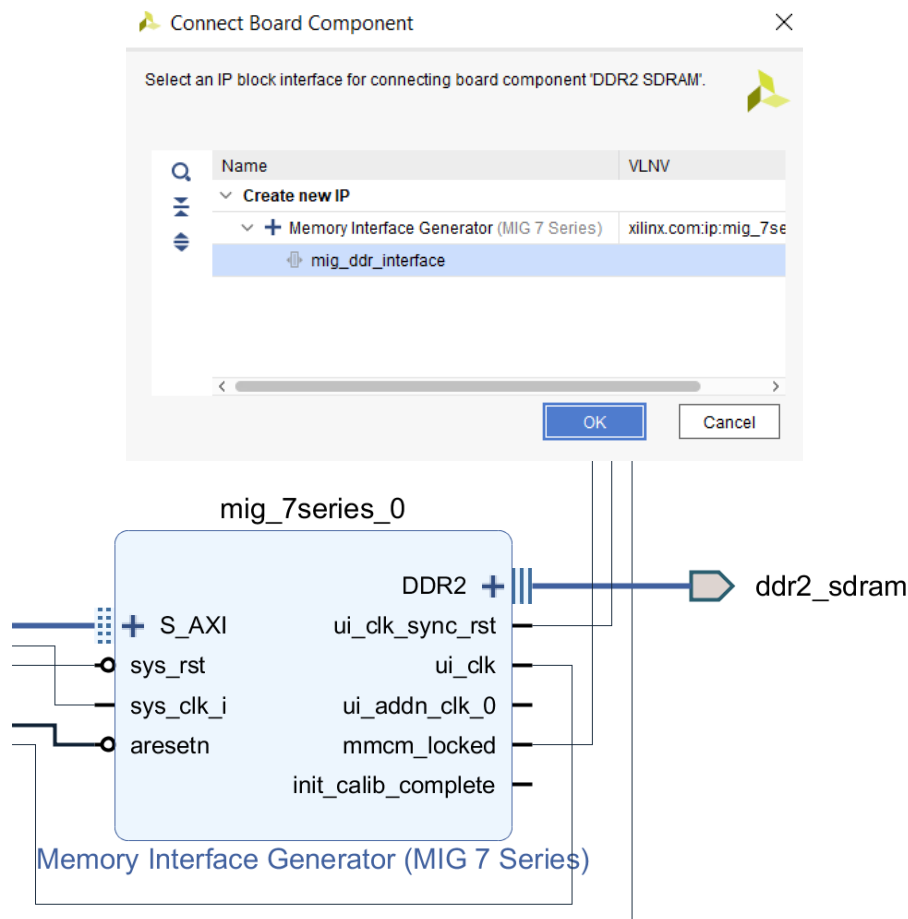 Connect Board Component
Select an IP block interface for connecting board component 'DDR2 SDRAM'.
Name VLNV
Create new IP
Memory Interface Generator (MIG 7 Series) xilinx.com:ip:mig_7se
mig_ddr_interface
OK Cancel
mig_7series_0
DDR2
ddr2_sdram
S_AXI ui_clk_sync_rst
sys_rst ui_clk
sys_clk_i ui_addn_clk_0
aresetn mmcm_locked
init_calib_complete
Memory Interface Generator (MIG 7 Series)